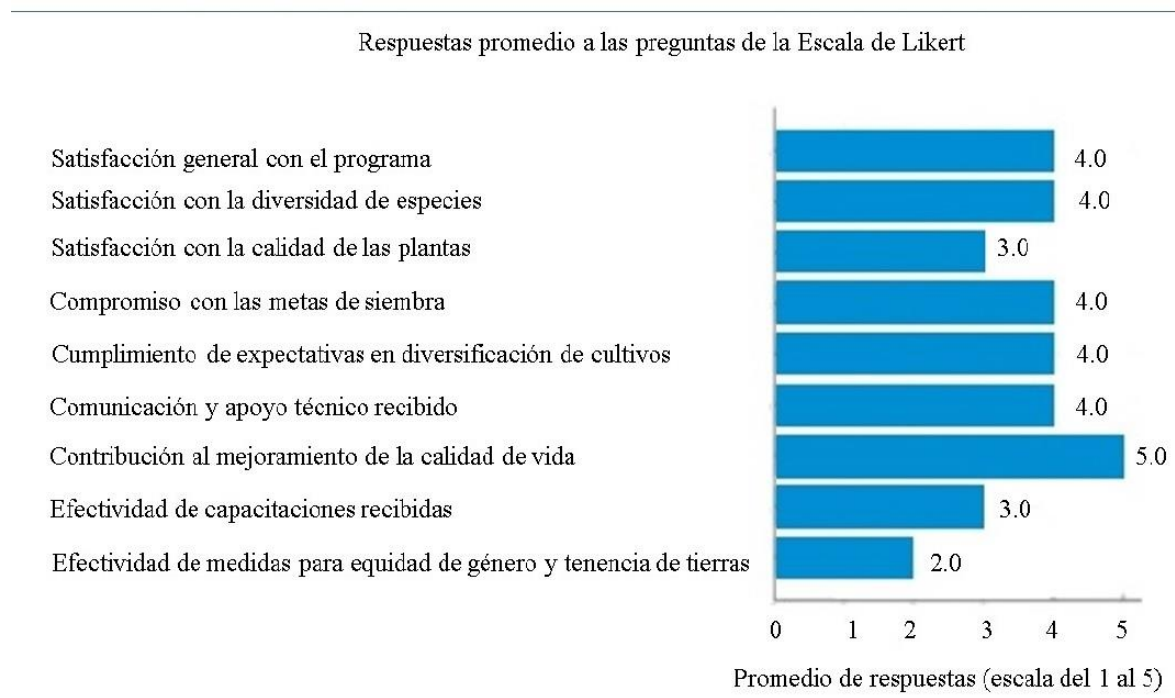 Respuestas promedio a las preguntas de la Escala de Likert
Satisfacción general con el programa 4.0
Satisfacción con la diversidad de especies 4.0
Satisfacción con la calidad de las plantas 3.0
Compromiso con las metas de siembra 4.0
Cumplimiento de expectativas en diversificación de cultivos 4.0
Comunicación y apoyo técnico recibido 4.0
Contribución al mejoramiento de la calidad de vida 5.0
Efectividad de capacitaciones recibidas 3.0
Efectividad de medidas para equidad de género y tenencia de tierras 2.0
0 1 2 3 4 5
Promedio de respuestas (escala del 1 al 5)